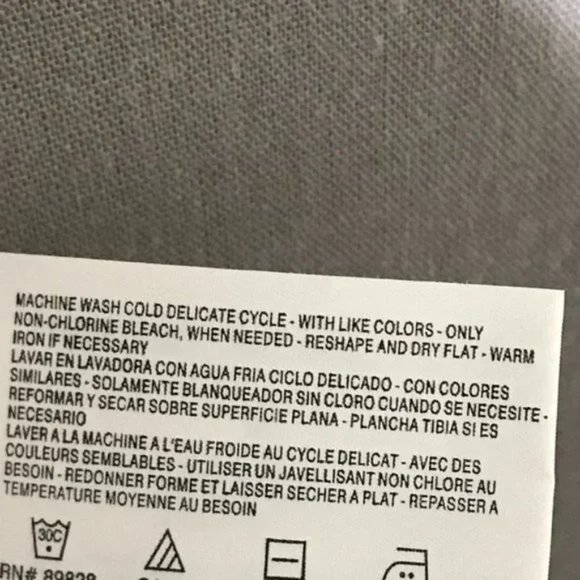 MACHINE WASH COLD DELICATE CYCLE - WITH LIKE COLORS - ONLY
NON-CHLORINE BLEACH, WHEN NEEDED - RESHAPE AND DRY FLAT - WARM
IRON IF NECESSARY
LAVAR EN LAVADORA CON AGUA FRIA CICLO DELICADO - CON COLORES
SIMILARES - SOLAMENTE BLANQUEADOR SIN CLORO CUANDO SE NECESITE -
REFORMAR Y SECAR SOBRE SUPERFICIE PLANA - PLANCHA TIBIA SI ES
NECESARIO
LAVER A LA MACHINE A L'EAU FROIDE AU CYCLE DELICAT - AVEC DES
COULEURS SEMBLABLES - UTILISER UN JAVELLISANT NON CHLORE AU
BESOIN - REDONNER FORME ET LAISSER SECHER A PLAT - REPASSER A
TEMPERATURE MOYENNE AU BESOIN
30C
RN# 89828